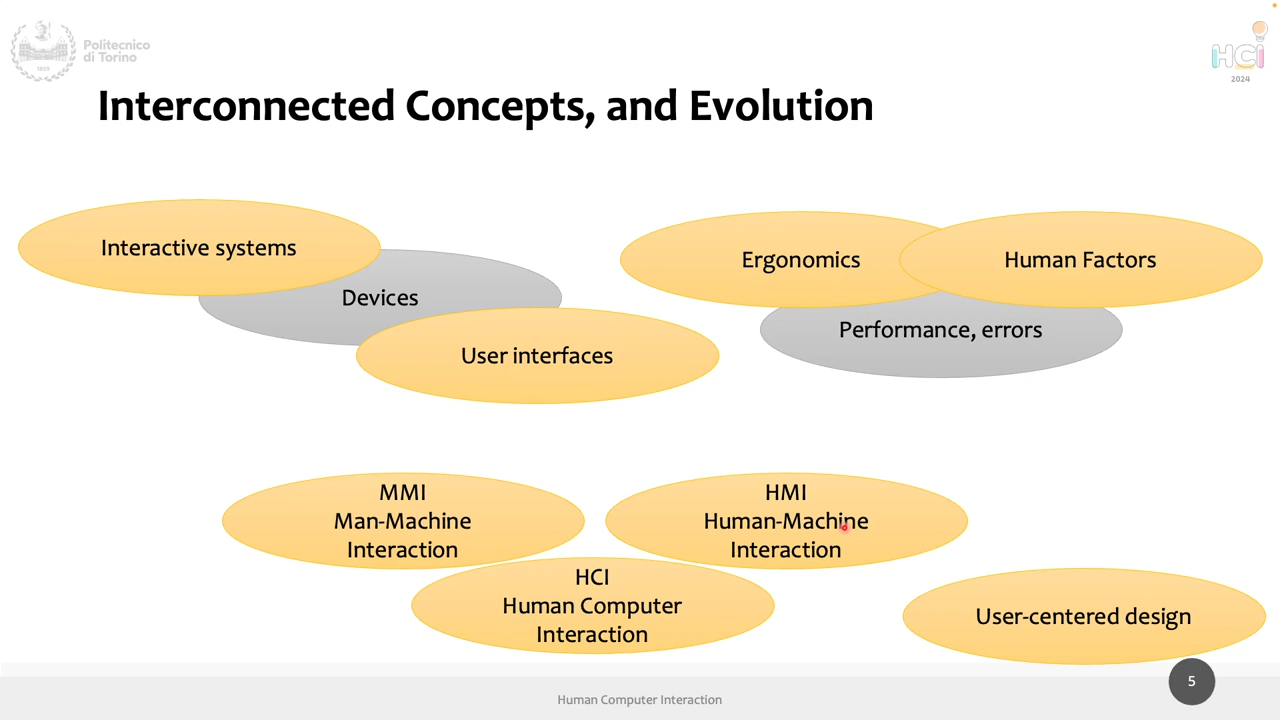 Politecnico
di Torino
1859
HCI
2024
Interconnected Concepts, and Evolution
Interactive systems
Devices
User interfaces
Ergonomics
Human Factors
Performance, errors
MMI
Man-Machine
Interaction
HMI
Human-Machine
Interaction
HCI
Human Computer
Interaction
User-centered design
5
Human Computer Interaction